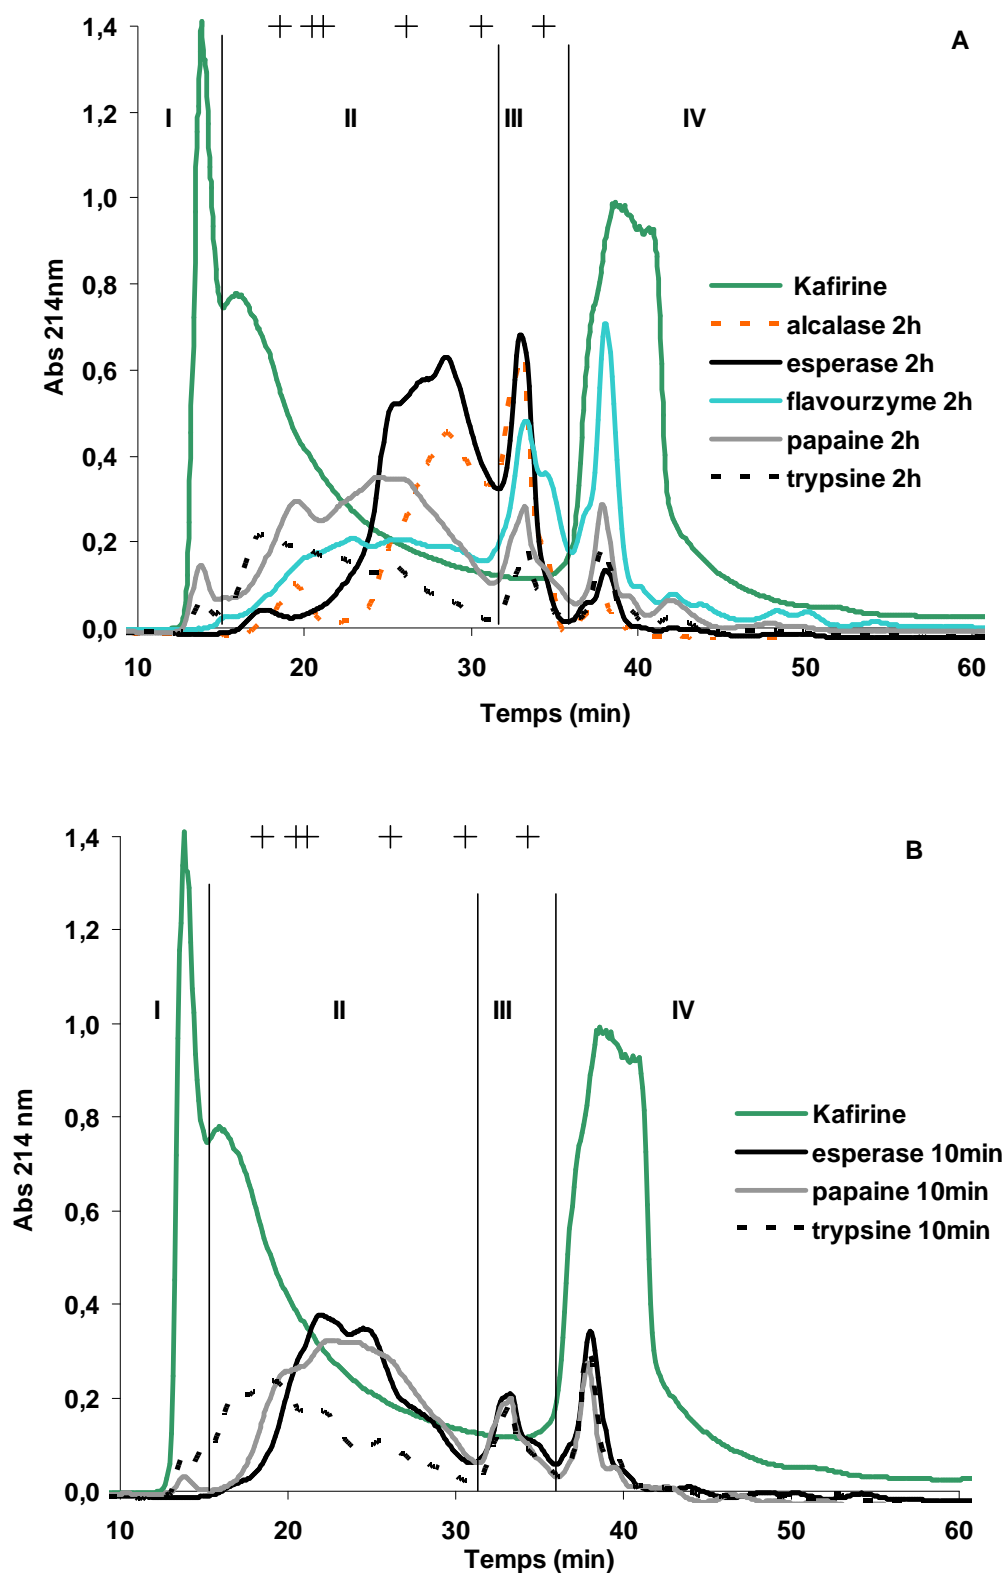 A
1,4
1,2
1,0
0,8
0,6
0,4
0,2
0,0
I II III IV
Abs 214nm
Kafirine
alcalase 2h
esperase 2h
flavourzyme 2h
papaine 2h
trypsine 2h
10 20 30 40 50 60
Temps (min)
B
1,4
1,2
1,0
0,8
0,6
0,4
0,2
0,0
I II III IV
Abs 214 nm
Kafirine
esperase 10min
papaine 10min
trypsine 10min
10 20 30 40 50 60
Temps (min)